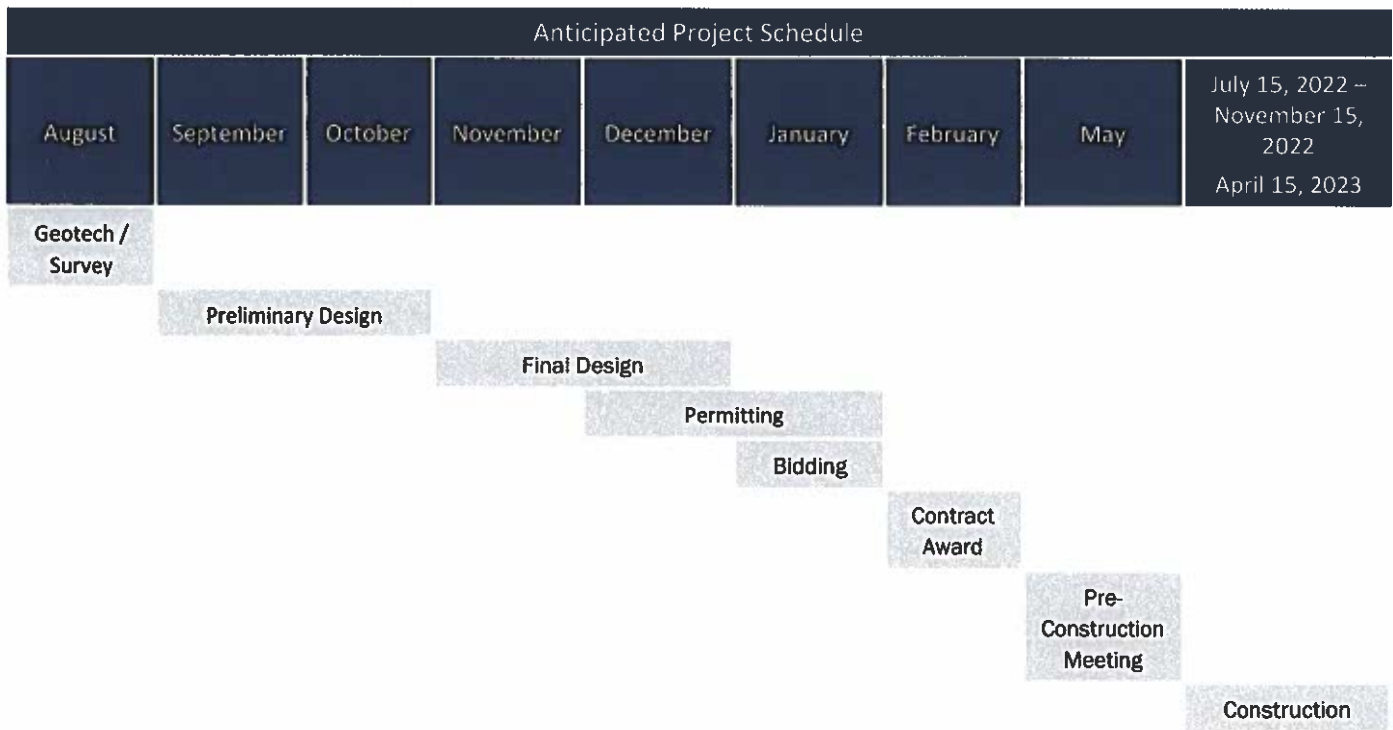 Anticipated Project Schedule
August
September
October
November
December
January
February
May
July 15, 2022 –
November 15,
2022
April 15, 2023
Geotech /
Survey
Preliminary Design
Final Design
Permitting
Bidding
Contract
Award
Pre-
Construction
Meeting
Construction